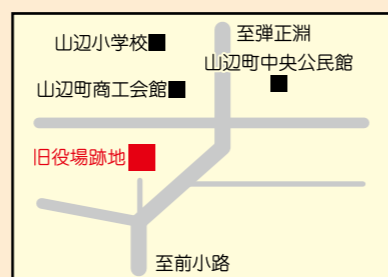 至弾正淵
山辺小学校
山辺町中央公民館
山辺町商工会館
旧役場跡地
至前小路